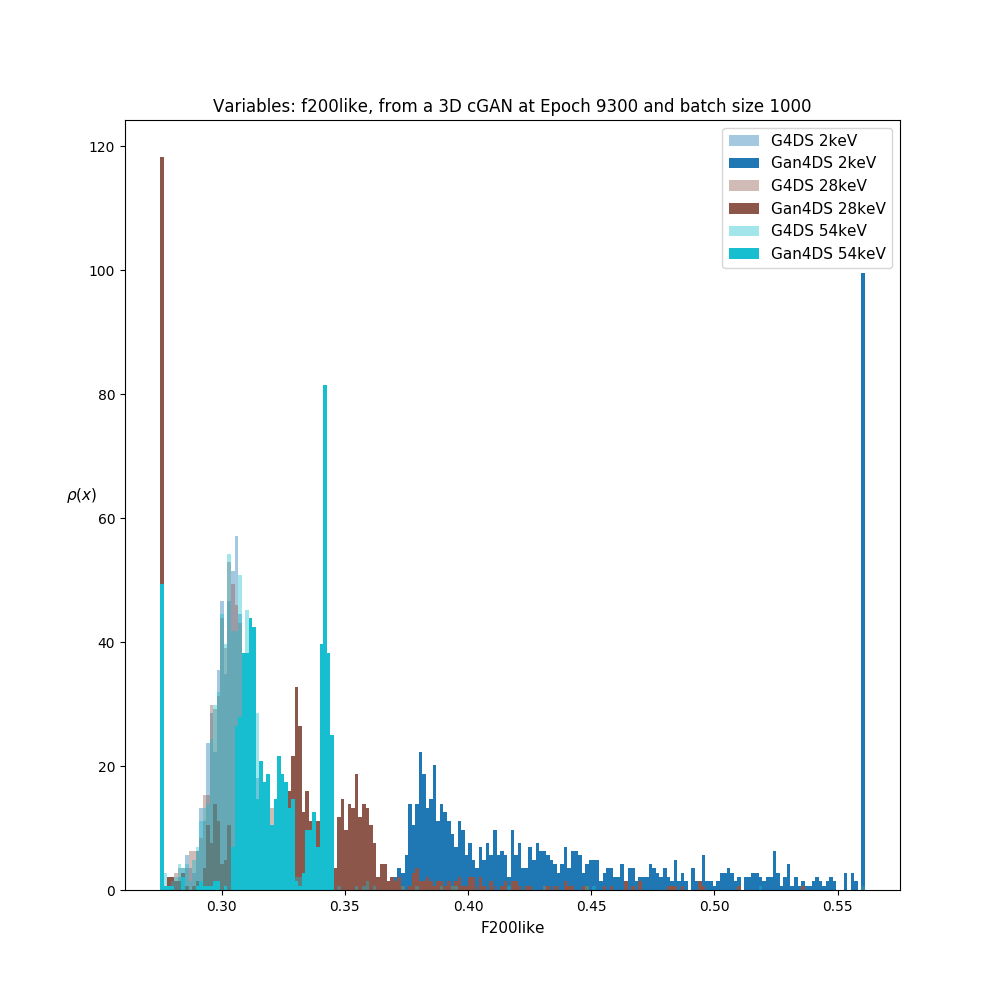 Variables: f200like, from a 3D cGAN at Epoch 9300 and batch size 1000
G4DS 2keV
Gan4DS 2keV
G4DS 28keV
Gan4DS 28keV
G4DS 54keV
Gan4DS 54keV
120
100
80
60
40
20
0
ρ(x)
0.30 0.35 0.40 0.45 0.50 0.55
F200like